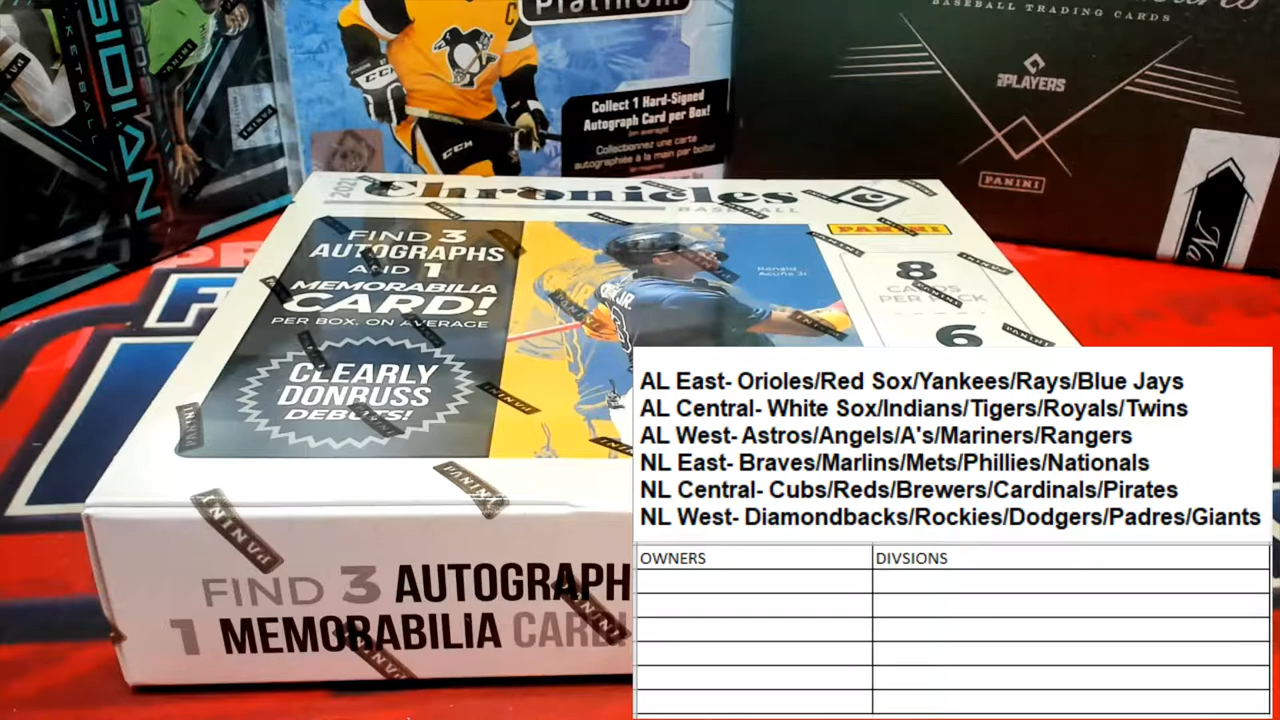 Platinum
BASEBALL TRADING CARDS
PLAYERS
Collect 1 Hard-Signed
Autograph Card per Box!
Collectionnez une carte
autographiée à la main par boîte!
PANINI
SIDIAN
Chronicles
BASEBALL
PANINI
FIND 3
AUTOGRAPHS
AND 1
MEMORABILIA
CARD!
PER BOX, ON AVERAGE
Ronald
Acuña Jr.
8
CARDS
PER PACK
6
CLEARLY
DONRUSS
DEBUTS!
FIND 3 AUTOGRAPH
1 MEMORABILIA CARD!
AL East- Orioles/Red Sox/Yankees/Rays/Blue Jays
AL Central- White Sox/Indians/Tigers/Royals/Twins
AL West- Astros/Angels/A's/Mariners/Rangers
NL East- Braves/Marlins/Mets/Phillies/Nationals
NL Central- Cubs/Reds/Brewers/Cardinals/Pirates
NL West- Diamondbacks/Rockies/Dodgers/Padres/Giants
OWNERS DIVSIONS